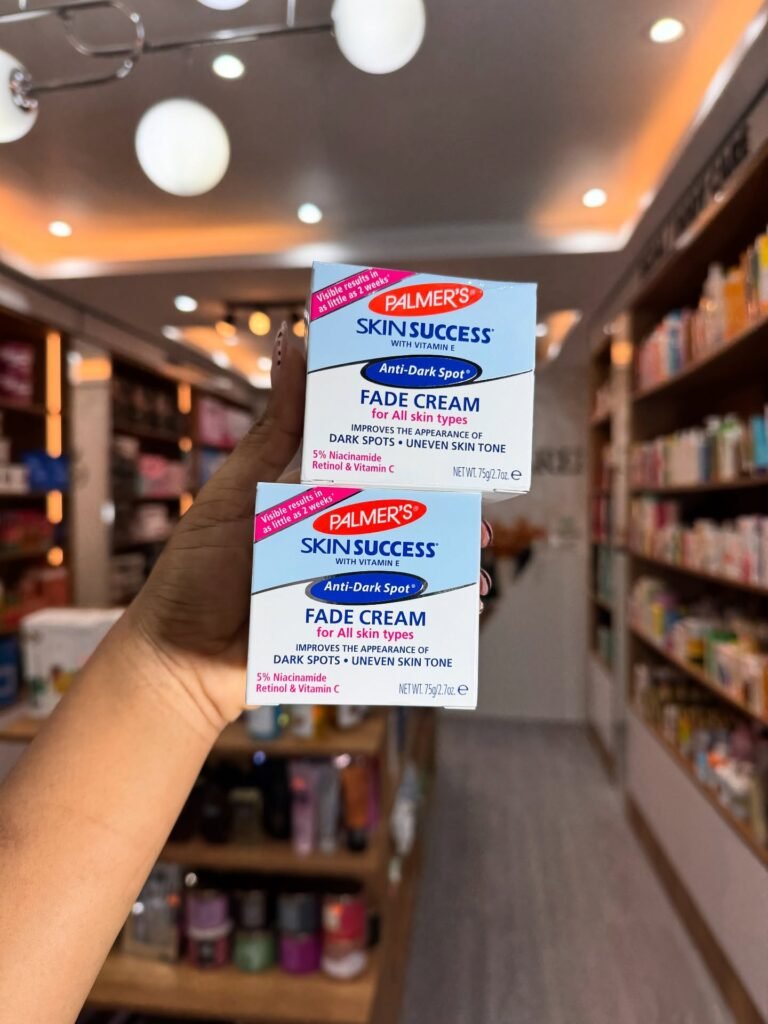 Visible results in
as little as 2 weeks*
PALMER'S®
SKIN SUCCESS®
WITH VITAMIN E
Anti-Dark Spot®
FADE CREAM
for All skin types
IMPROVES THE APPEARANCE OF
DARK SPOTS • UNEVEN SKIN TONE
5% Niacinamide
Retinol & Vitamin C
NET WT. 75g/2.7oz. ℮
Visible results in
as little as 2 weeks*
PALMER'S®
SKIN SUCCESS®
WITH VITAMIN E
Anti-Dark Spot®
FADE CREAM
for All skin types
IMPROVES THE APPEARANCE OF
DARK SPOTS • UNEVEN SKIN TONE
5% Niacinamide
Retinol & Vitamin C
NET WT. 75g/2.7oz. ℮
CARE